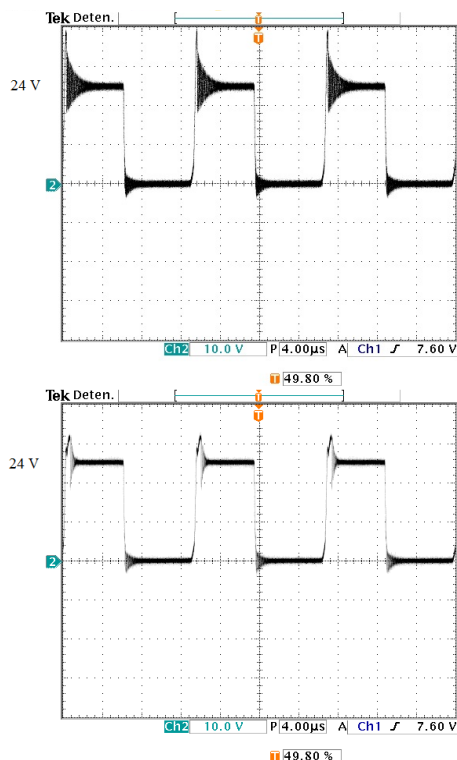 Tek Deten.
T
T
24 V
2
Ch2 10.0 V P 4.00µs A Ch1 7.60 V
T 49.80 %
Tek Deten.
T
T
24 V
2
Ch2 10.0 V P 4.00µs A Ch1 7.60 V
T 49.80 %